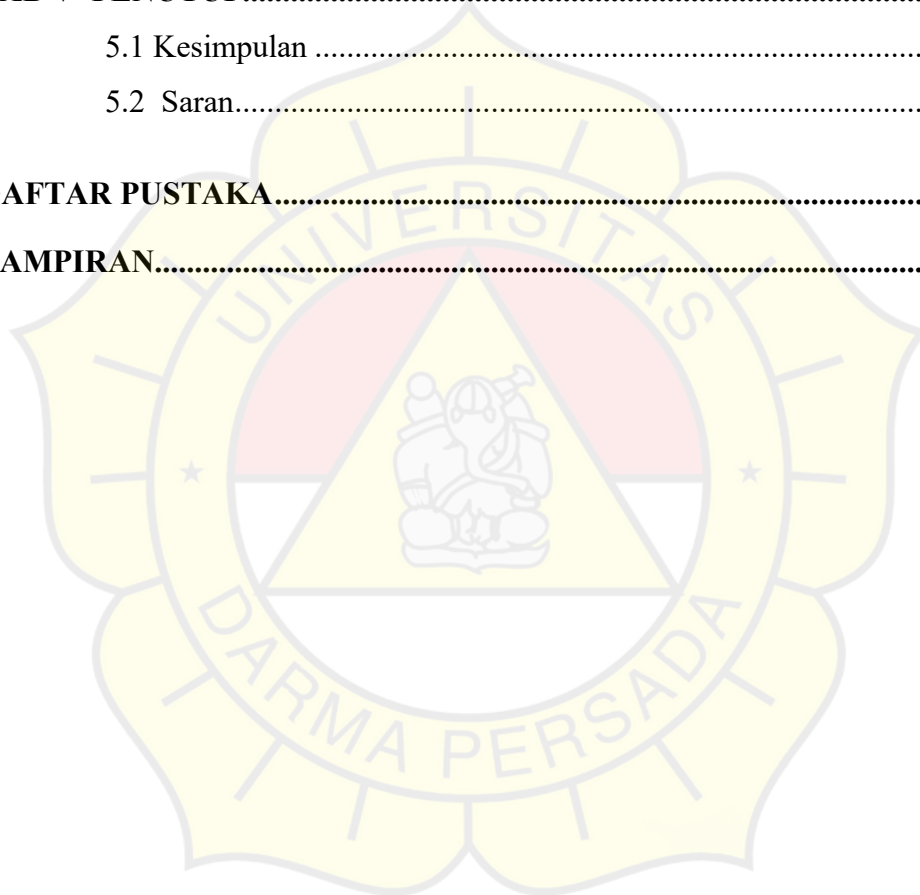 5.1 Kesimpulan ................................................................................
5.2 Saran..........................................................................................
AFTAR PUSTAKA.................................................................................
AMPIRAN................................................................................................
UNIVERSITAS
DARMA PERSADA